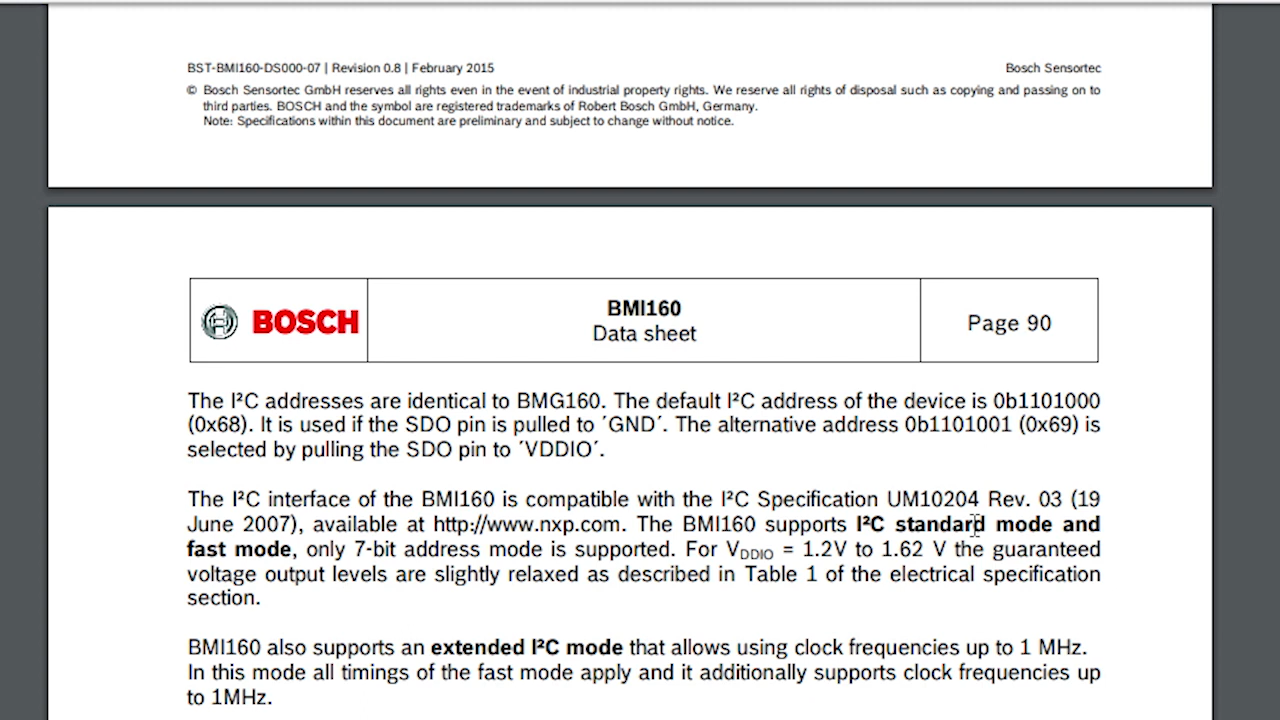 BST-BMI160-DS000-07 | Revision 0.8 | February 2015 Bosch Sensortec
© Bosch Sensortec GmbH reserves all rights even in the event of industrial property rights. We reserve all rights of disposal such as copying and passing on to
third parties. BOSCH and the symbol are registered trademarks of Robert Bosch GmbH, Germany.
Note: Specifications within this document are preliminary and subject to change without notice.
BOSCH
BMI160
Data sheet
Page 90
The I²C addresses are identical to BMG160. The default I²C address of the device is 0b1101000
(0x68). It is used if the SDO pin is pulled to ´GND´. The alternative address 0b1101001 (0x69) is
selected by pulling the SDO pin to ´VDDIO´.
The I²C interface of the BMI160 is compatible with the I²C Specification UM10204 Rev. 03 (19
June 2007), available at http://www.nxp.com. The BMI160 supports I²C standard mode and
fast mode, only 7-bit address mode is supported. For VDDIO = 1.2V to 1.62 V the guaranteed
voltage output levels are slightly relaxed as described in Table 1 of the electrical specification
section.
BMI160 also supports an extended I²C mode that allows using clock frequencies up to 1 MHz.
In this mode all timings of the fast mode apply and it additionally supports clock frequencies up
to 1MHz.